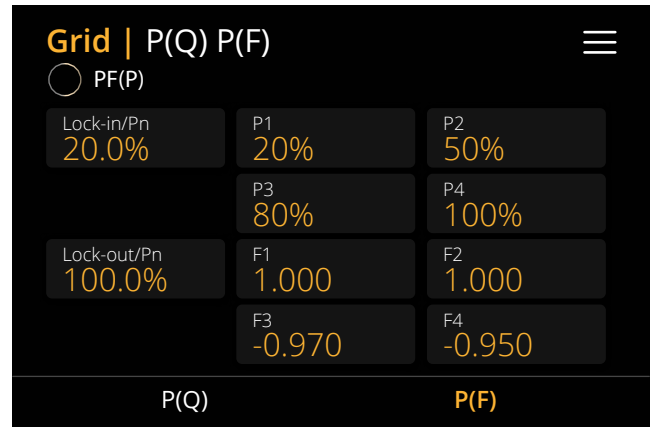 Grid | P(Q) P(F)
PF(P)
Lock-in/Pn
20.0%
P1
20%
P2
50%
P3
80%
P4
100%
Lock-out/Pn
100.0%
F1
1.000
F2
1.000
F3
-0.970
F4
-0.950
P(Q)
P(F)